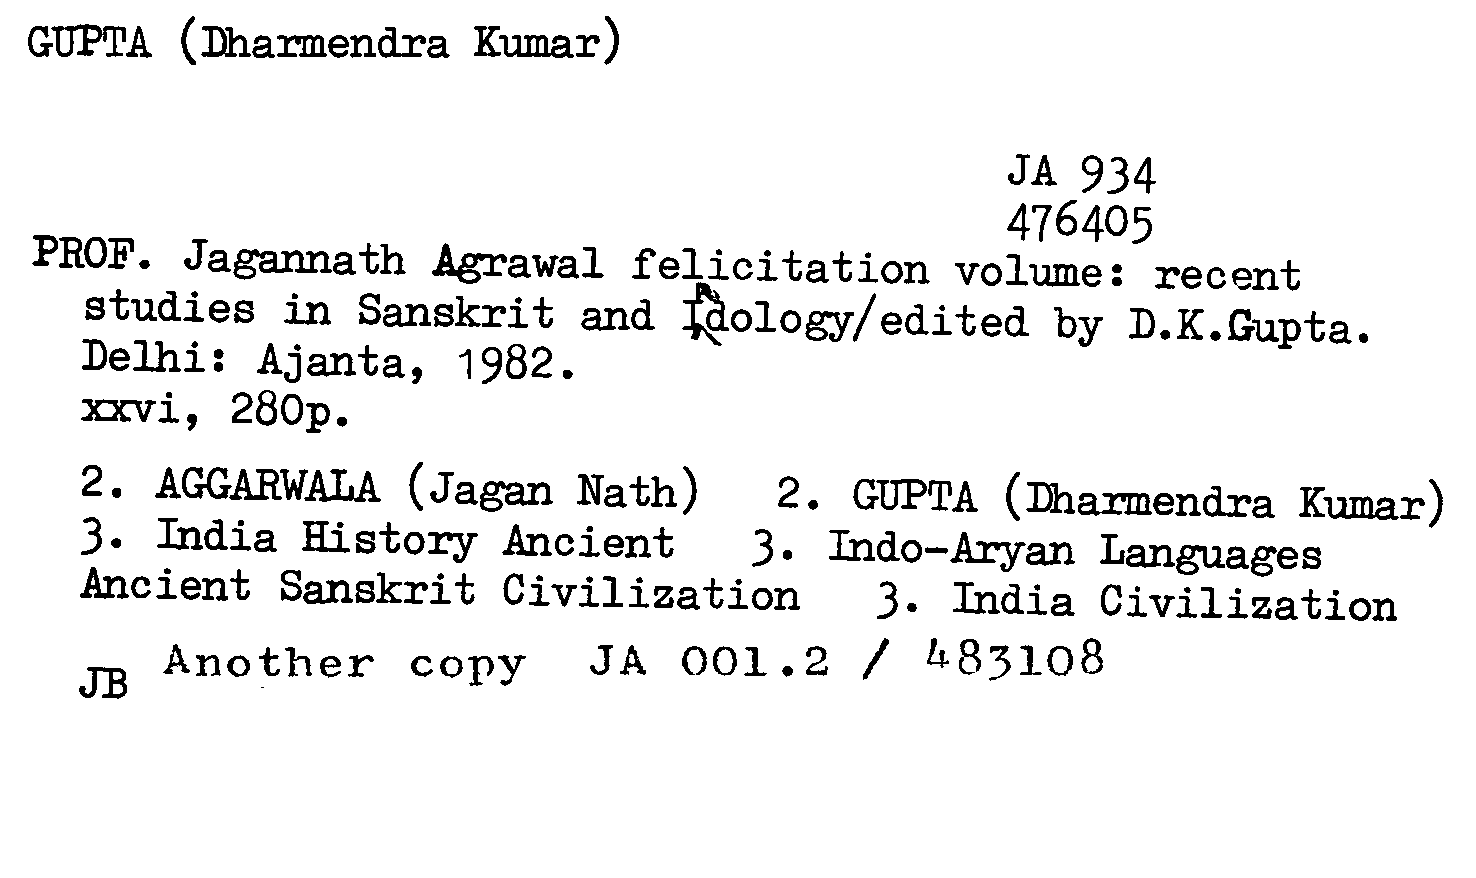 GUPTA (Dharmendra Kumar)
JA 934
476405
PROF. Jagannath Agrawal felicitation volume: recent
studies in Sanskrit and Indology/edited by D.K.Gupta.
Delhi: Ajanta, 1982.
xxvi, 280p.
2. AGGARWALA (Jagan Nath) 2. GUPTA (Dharmendra Kumar)
3. India History Ancient 3. Indo-Aryan Languages
Ancient Sanskrit Civilization 3. India Civilization
JB Another copy JA 001.2 / 483108